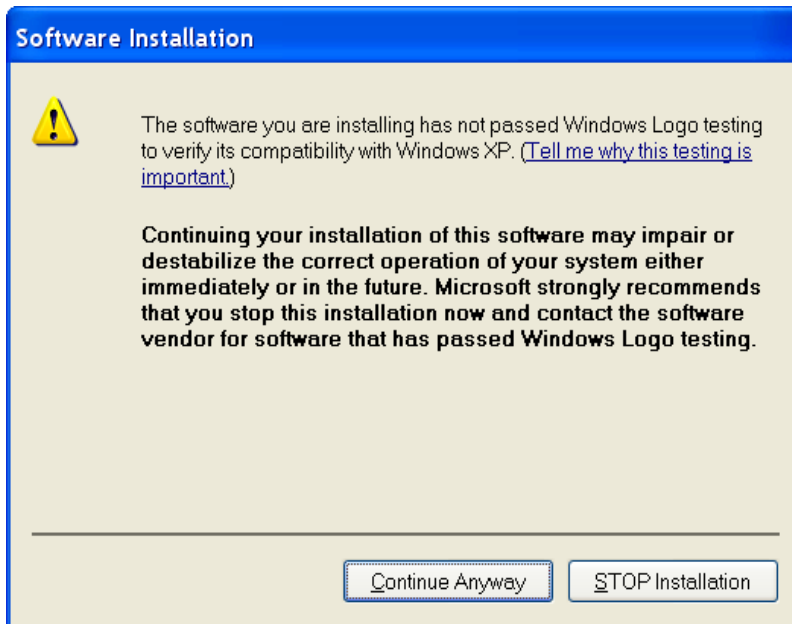 Software Installation
The software you are installing has not passed Windows Logo testing
to verify its compatibility with Windows XP. (Tell me why this testing is
important.)
Continuing your installation of this software may impair or
destabilize the correct operation of your system either
immediately or in the future. Microsoft strongly recommends
that you stop this installation now and contact the software
vendor for software that has passed Windows Logo testing.
Continue Anyway
STOP Installation